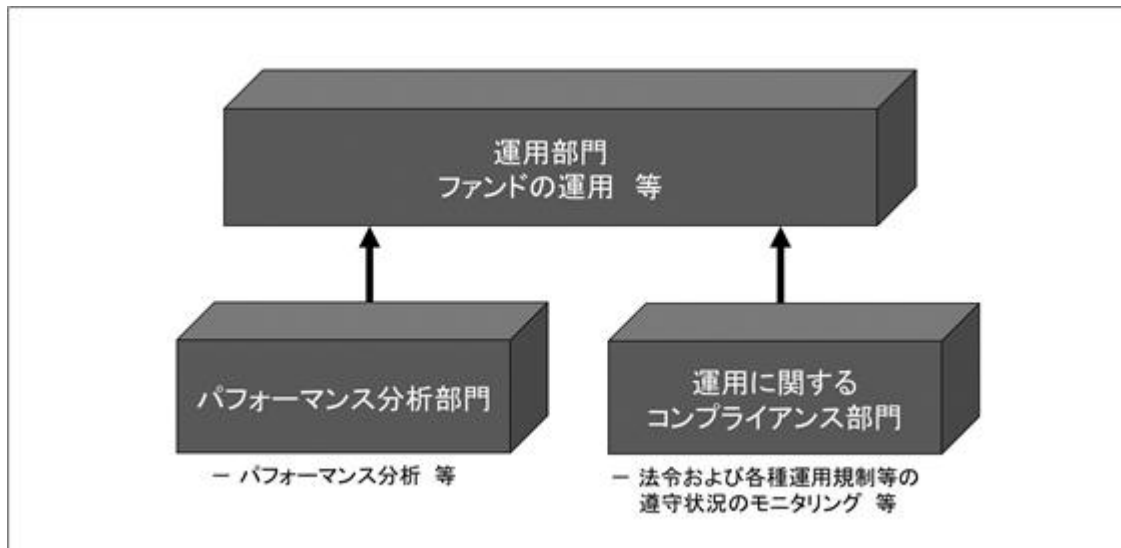 運用部門
ファンドの運用 等
パフォーマンス分析部門
－ パフォーマンス分析 等
運用に関する
コンプライアンス部門
－ 法令および各種運用規制等の
遵守状況のモニタリング 等